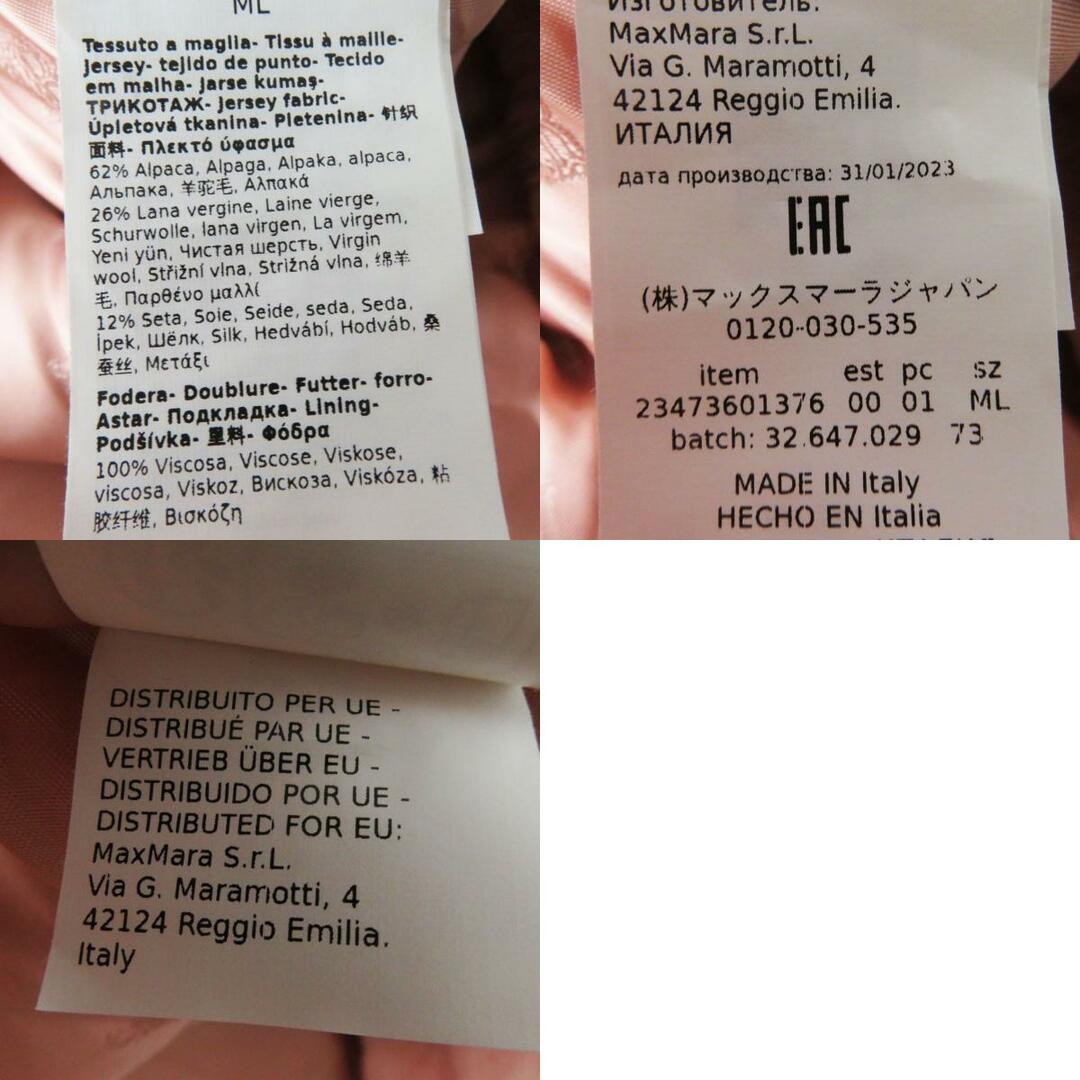 ML
Tessuto a maglia- Tissu à maille-
Jersey- tejido de punto- Tecido
em malha- Jarse kumaş-
ТРИКОТАЖ- Jersey fabric-
Úpletová tkanina- Pletenina- 针织
面料- Πλεκτό ύφασμα
62% Alpaca, Alpaga, Alpaka, alpaca,
Альпака, 羊驼毛, Αλπακά
26% Lana vergine, Laine vierge,
Schurwolle, lana virgen, La virgem,
Yeni yün, Чистая шерсть, Virgin
wool, Střižní vlna, Strižná vlna, 绵羊
毛, Παρθένο μαλλί
12% Seta, Soie, Seide, seda, Seda,
İpek, Шёлк, Silk, Hedvábí, Hodváb, 桑
蚕丝, Μετάξι
Fodera- Doublure- Futter- forro-
Astar- Подкладка- Lining-
Podšívka- 里料- Φόδρα
100% Viscosa, Viscose, Viskose,
viscosa, Viskoz, Вискоза, Viskóza, 粘
胶纤维, Βισκόζη
Изготовитель:
MaxMara S.r.L.
Via G. Maramotti, 4
42124 Reggio Emilia.
ИТАЛИЯ
дата производства: 31/01/2023
EAC
(株)マックスマーラジャパン
0120-030-535
item est pc sz
23473601376 00 01 ML
batch: 32.647.029 73
MADE IN Italy
HECHO EN Italia
DISTRIBUITO PER UE -
DISTRIBUÉ PAR UE -
VERTRIEB ÜBER EU -
DISTRIBUIDO POR UE -
DISTRIBUTED FOR EU:
MaxMara S.r.L.
Via G. Maramotti, 4
42124 Reggio Emilia.
Italy